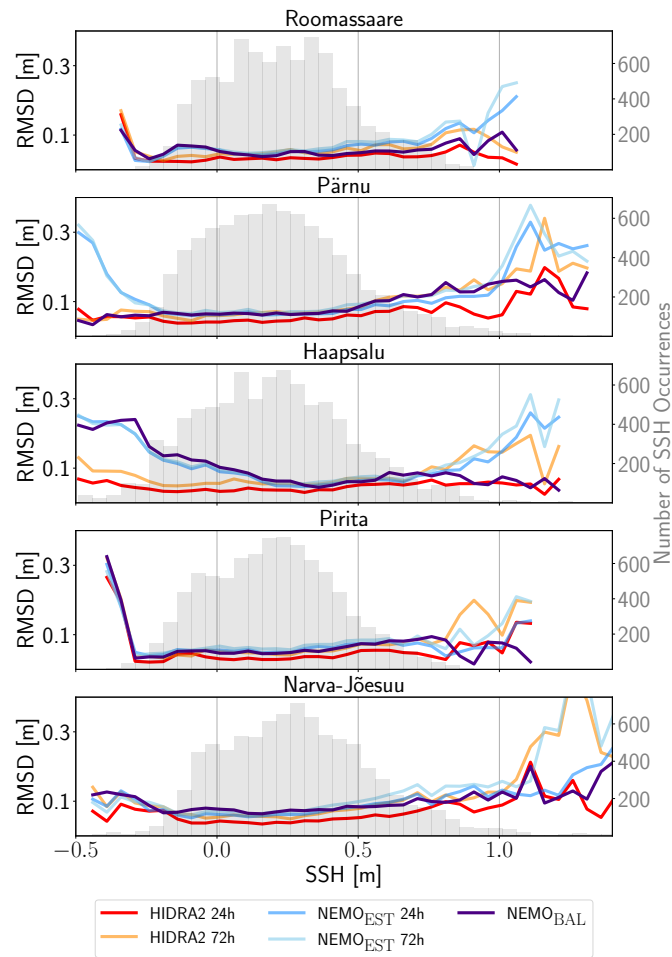 Roomassaare
RMSD [m]
0.3
0.1
600
400
200
Pärnu
RMSD [m]
0.3
0.1
600
400
200
Haapsalu
RMSD [m]
0.3
0.1
600
400
200
Number of SSH Occurrences
Pirita
RMSD [m]
0.3
0.1
600
400
200
Narva-Jõesuu
RMSD [m]
0.3
0.1
600
400
200
−0.5 0.0 0.5 1.0
SSH [m]
HIDRA2 24h NEMO_EST 24h NEMO_BAL
HIDRA2 72h NEMO_EST 72h